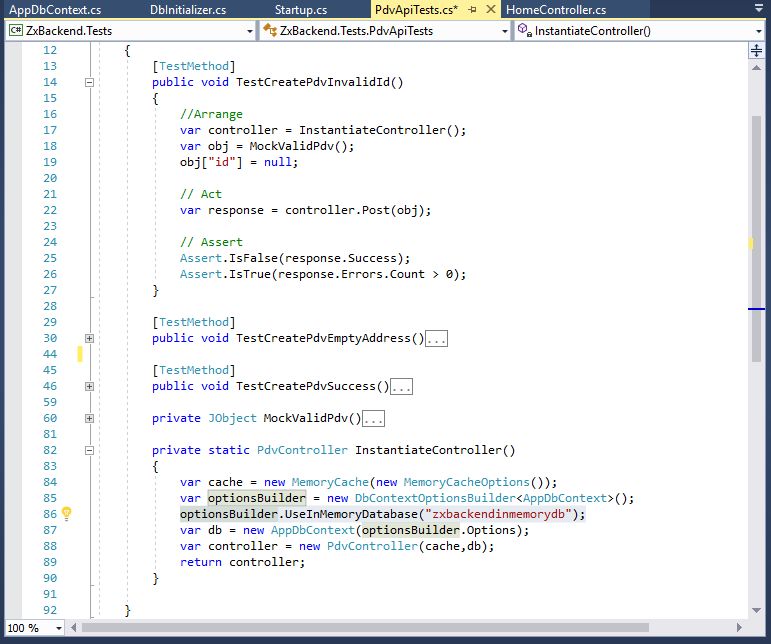 AppDbContext.cs DbInitializer.cs Startup.cs PdvApiTests.cs* HomeController.cs
C# ZxBackend.Tests ZxBackend.Tests.PdvApiTests InstantiateController()
12 {
13 [TestMethod]
14 public void TestCreatePdvInvalidId()
15 {
16 //Arrange
17 var controller = InstantiateController();
18 var obj = MockValidPdv();
19 obj["id"] = null;
20
21 // Act
22 var response = controller.Post(obj);
23
24 // Assert
25 Assert.IsFalse(response.Success);
26 Assert.IsTrue(response.Errors.Count > 0);
27 }
28
29 [TestMethod]
30 public void TestCreatePdvEmptyAddress()...
44
45 [TestMethod]
46 public void TestCreatePdvSuccess()...
59
60 private JObject MockValidPdv()...
81
82 private static PdvController InstantiateController()
83 {
84 var cache = new MemoryCache(new MemoryCacheOptions());
85 var optionsBuilder = new DbContextOptionsBuilder<AppDbContext>();
86 optionsBuilder.UseInMemoryDatabase("zxbackendinmemorydb");
87 var db = new AppDbContext(optionsBuilder.Options);
88 var controller = new PdvController(cache,db);
89 return controller;
90 }
91
92 }
100 %